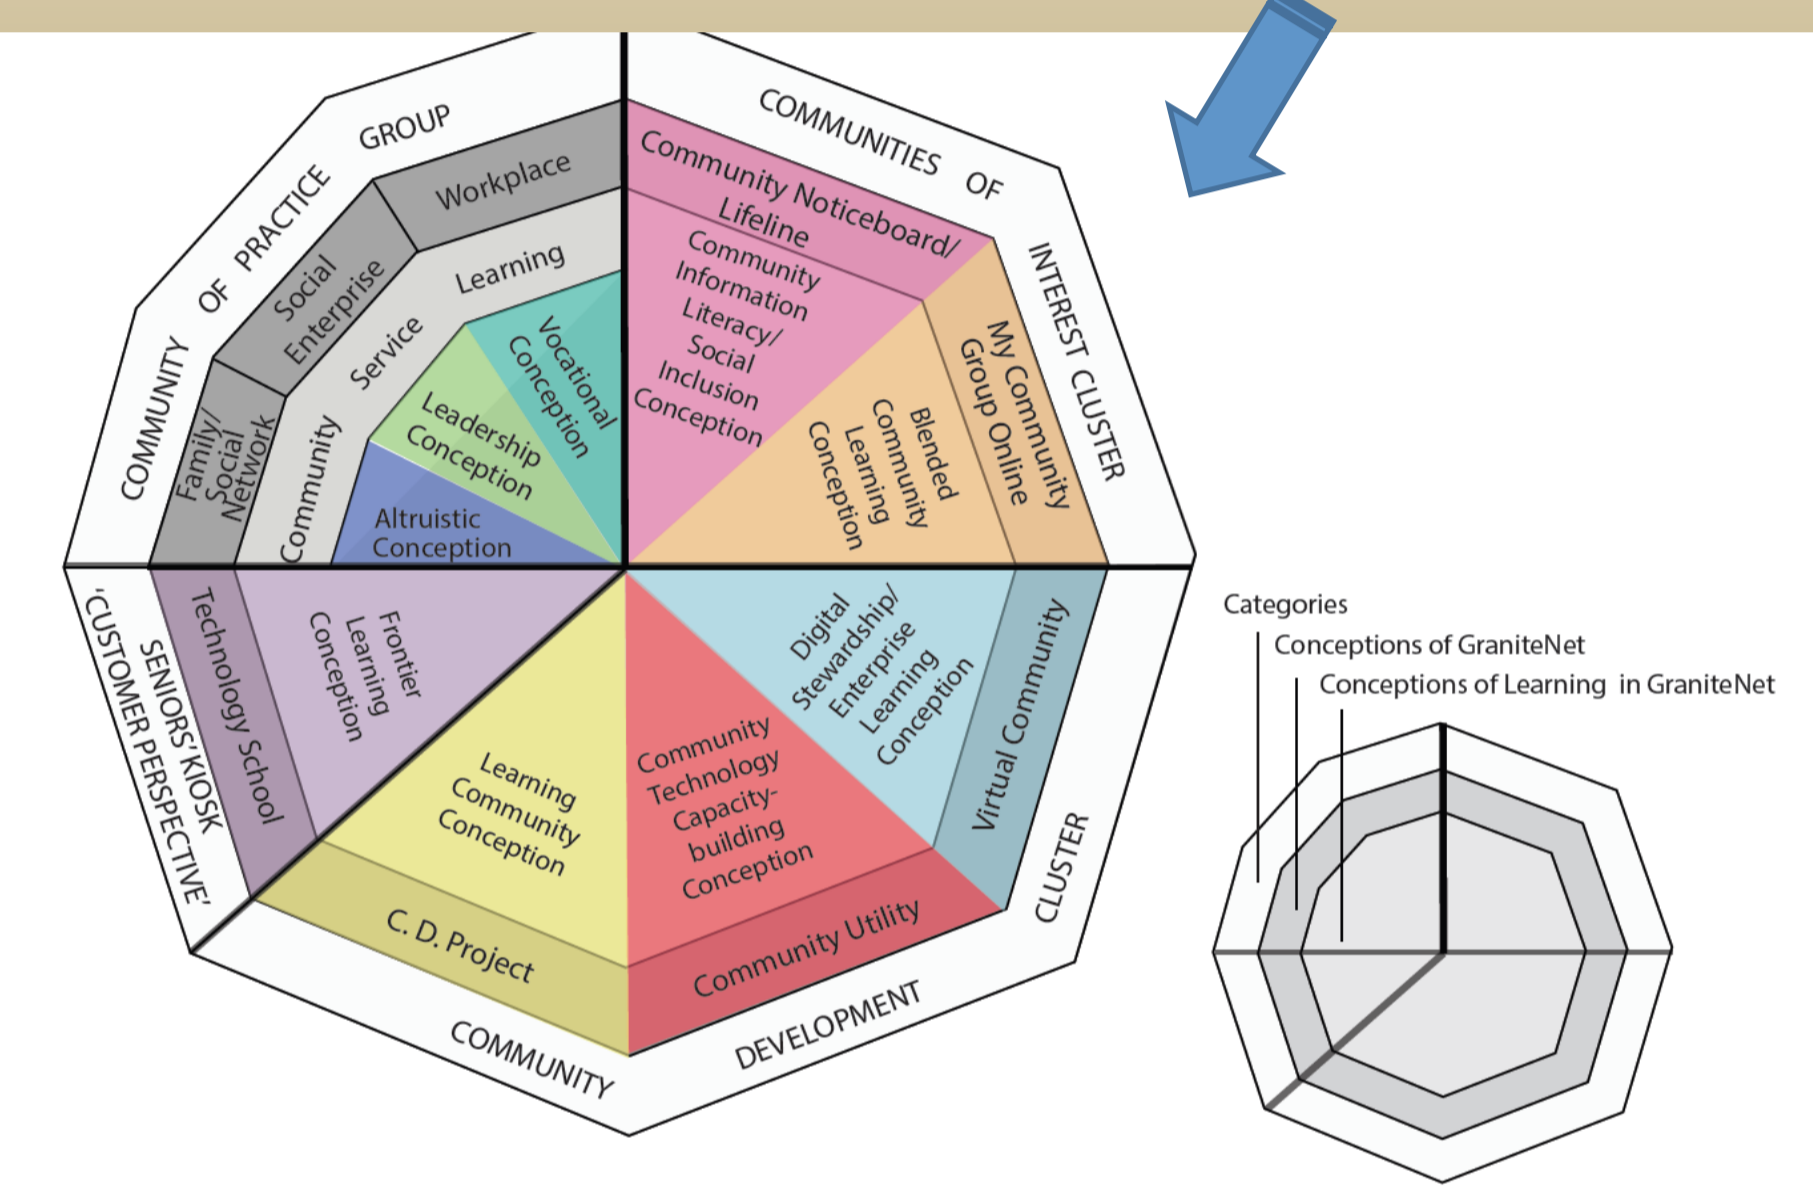 COMMUNITY OF PRACTICE GROUP
Workplace
Social
Enterprise
Family/
Social
Network
Community Service Learning
Vocational
Conception
Leadership
Conception
Altruistic
Conception
COMMUNITIES OF INTEREST CLUSTER
Community Noticeboard/
Lifeline
Community
Information
Literacy/
Social
Inclusion
Conception
My Community
Group Online
Blended
Community
Learning
Conception
COMMUNITY DEVELOPMENT CLUSTER
Virtual Community
Digital
Stewardship/
Enterprise
Learning
Conception
Community
Technology
Capacity-
building
Conception
Community Utility
Learning
Community
Conception
C. D. Project
SENIORS' KIOSK
'CUSTOMER PERSPECTIVE'
Technology School
Frontier
Learning
Conception
Categories
Conceptions of GraniteNet
Conceptions of Learning in GraniteNet